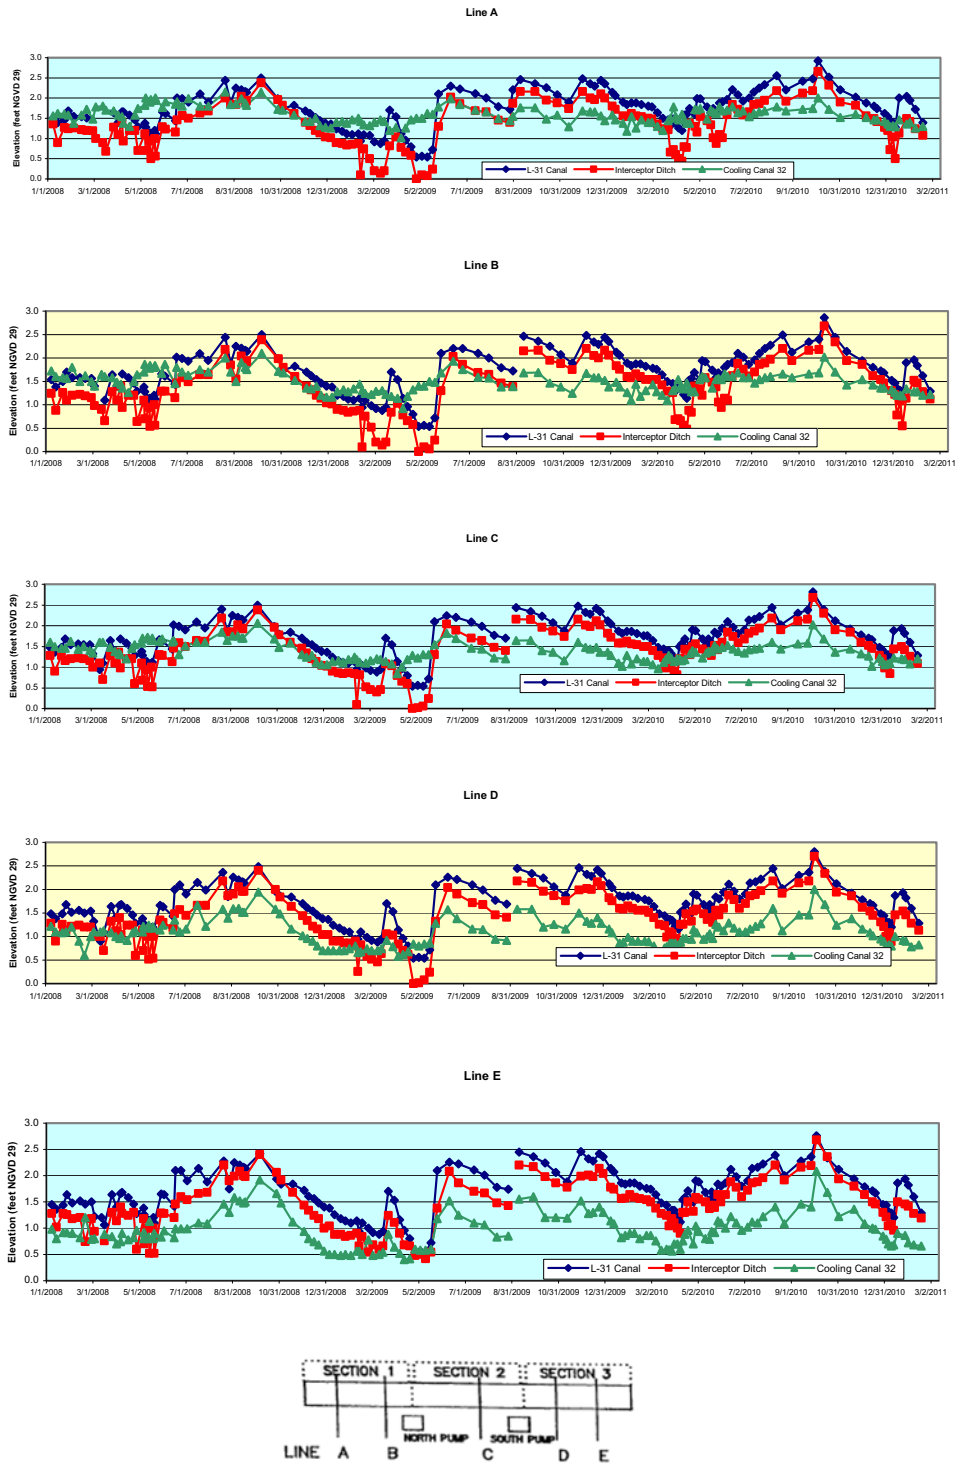 Line A
Elevation (feet NGVD 29)
3.0
2.5
2.0
1.5
1.0
0.5
0.0
L-31 Canal Interceptor Ditch Cooling Canal 32
1/1/2008 3/1/2008 5/1/2008 7/1/2008 8/31/2008 10/31/2008 12/31/2008 3/2/2009 5/2/2009 7/1/2009 8/31/2009 10/31/2009 12/31/2009 3/2/2010 5/2/2010 7/2/2010 9/1/2010 10/31/2010 12/31/2010 3/2/2011
Line B
Elevation (feet NGVD 29)
3.0
2.5
2.0
1.5
1.0
0.5
0.0
L-31 Canal Interceptor Ditch Cooling Canal 32
1/1/2008 3/1/2008 5/1/2008 7/1/2008 8/31/2008 10/31/2008 12/31/2008 3/2/2009 5/2/2009 7/1/2009 8/31/2009 10/31/2009 12/31/2009 3/2/2010 5/2/2010 7/2/2010 9/1/2010 10/31/2010 12/31/2010 3/2/2011
Line C
Elevation (feet NGVD 29)
3.0
2.5
2.0
1.5
1.0
0.5
0.0
L-31 Canal Interceptor Ditch Cooling Canal 32
1/1/2008 3/1/2008 5/1/2008 7/1/2008 8/31/2008 10/31/2008 12/31/2008 3/2/2009 5/2/2009 7/1/2009 8/31/2009 10/31/2009 12/31/2009 3/2/2010 5/2/2010 7/2/2010 9/1/2010 10/31/2010 12/31/2010 3/2/2011
Line D
Elevation (feet NGVD 29)
3.0
2.5
2.0
1.5
1.0
0.5
0.0
L-31 Canal Interceptor Ditch Cooling Canal 32
1/1/2008 3/1/2008 5/1/2008 7/1/2008 8/31/2008 10/31/2008 12/31/2008 3/2/2009 5/2/2009 7/1/2009 8/31/2009 10/31/2009 12/31/2009 3/2/2010 5/2/2010 7/2/2010 9/1/2010 10/31/2010 12/31/2010 3/2/2011
Line E
Elevation (feet NGVD 29)
3.0
2.5
2.0
1.5
1.0
0.5
0.0
L-31 Canal Interceptor Ditch Cooling Canal 32
1/1/2008 3/1/2008 5/1/2008 7/1/2008 8/31/2008 10/31/2008 12/31/2008 3/2/2009 5/2/2009 7/1/2009 8/31/2009 10/31/2009 12/31/2009 3/2/2010 5/2/2010 7/2/2010 9/1/2010 10/31/2010 12/31/2010 3/2/2011
SECTION 1 SECTION 2 SECTION 3
NORTH PUMP SOUTH PUMP
LINE A B C D E